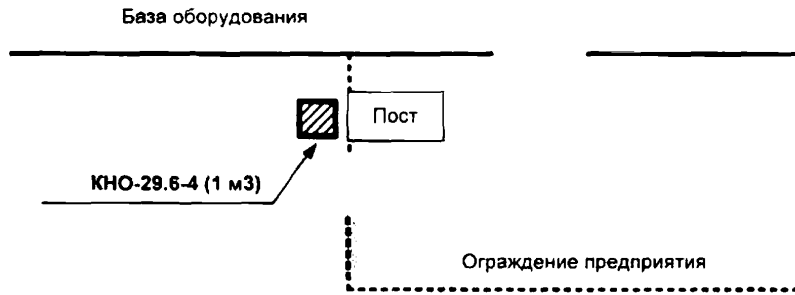 База оборудования
Пост
КНО-29.6-4 (1 м3)
Ограждение предприятия